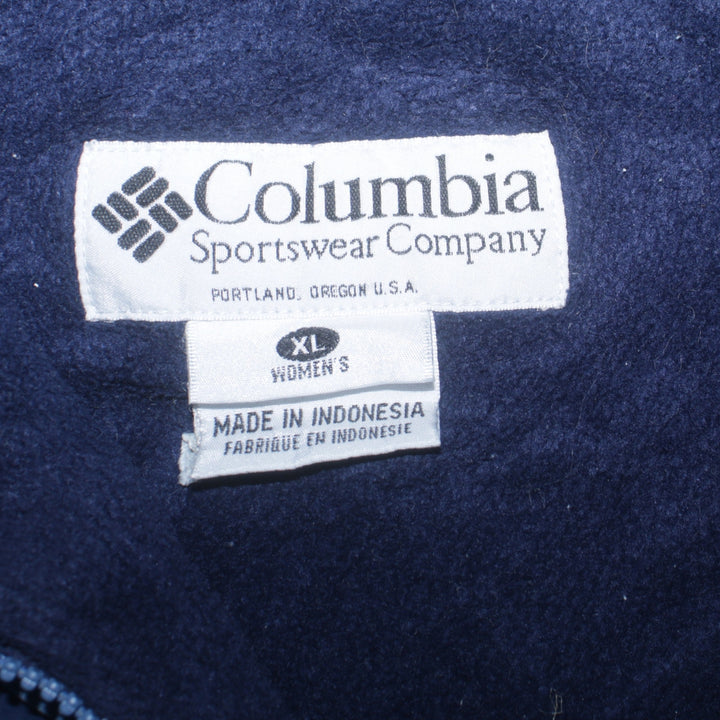 Columbia
Sportswear Company
PORTLAND, OREGON U.S.A.
XL
WOMEN'S
MADE IN INDONESIA
FABRIQUE EN INDONESIE